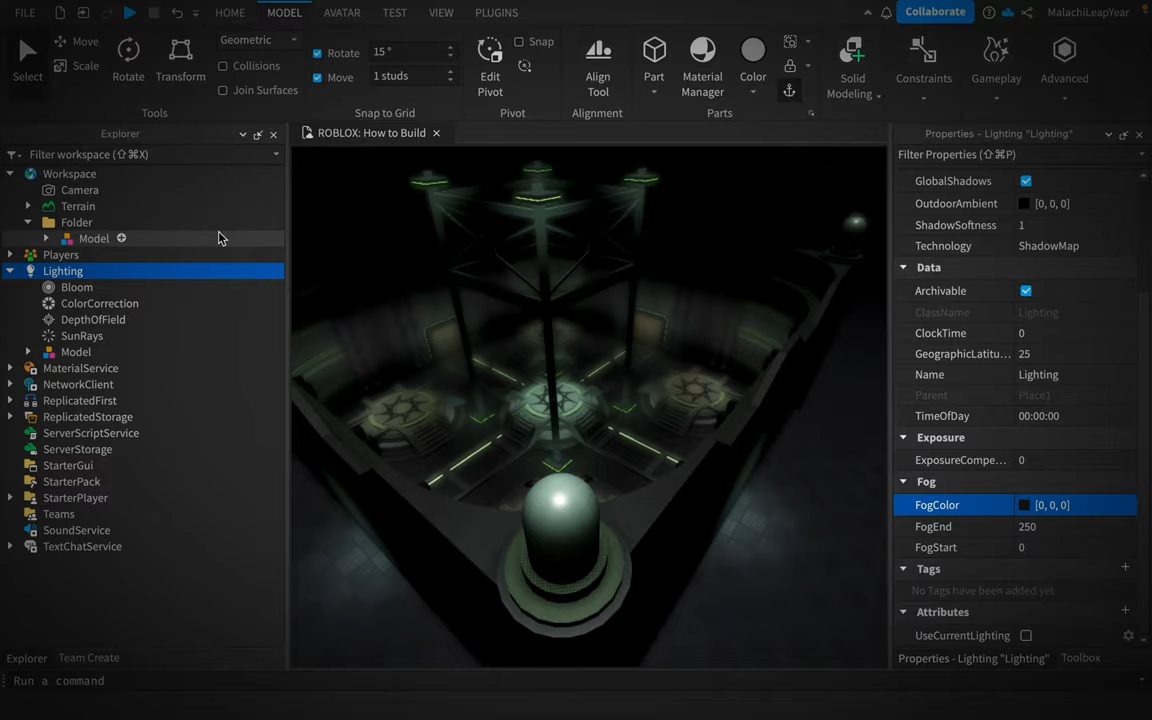 FILE HOME MODEL AVATAR TEST VIEW PLUGINS Collaborate MalachiLeapYear
Select
Move
Scale
Rotate
Transform
Geometric
Collisions
Join Surfaces
Tools
Rotate 15 °
Move 1 studs
Snap to Grid
Edit
Pivot
Snap
Pivot
Align
Tool
Alignment
Part
Material
Manager
Color
Parts
Solid
Modeling
Constraints
Gameplay
Advanced
Explorer
Filter workspace (⇧⌘X)
Workspace
Camera
Terrain
Folder
Model
Players
Lighting
Bloom
ColorCorrection
DepthOfField
SunRays
Model
MaterialService
NetworkClient
ReplicatedFirst
ReplicatedStorage
ServerScriptService
ServerStorage
StarterGui
StarterPack
StarterPlayer
Teams
SoundService
TextChatService
Explorer Team Create
ROBLOX: How to Build
Properties - Lighting "Lighting"
Filter Properties (⇧⌘P)
GlobalShadows
OutdoorAmbient [0, 0, 0]
ShadowSoftness 1
Technology ShadowMap
Data
Archivable
ClassName Lighting
ClockTime 0
GeographicLatitu... 25
Name Lighting
Parent Place1
TimeOfDay 00:00:00
Exposure
ExposureCompe... 0
Fog
FogColor [0, 0, 0]
FogEnd 250
FogStart 0
Tags
No Tags have been added yet
Attributes
UseCurrentLighting
Properties - Lighting "Lighting" Toolbox
Run a command